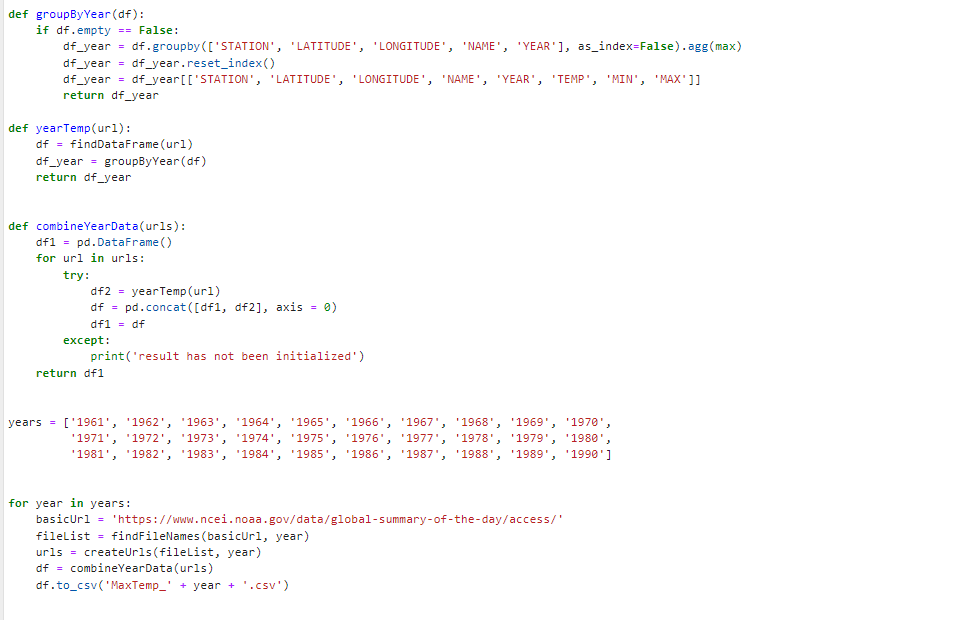 def groupByYear(df):
    if df.empty == False:
        df_year = df.groupby(['STATION', 'LATITUDE', 'LONGITUDE', 'NAME', 'YEAR'], as_index=False).agg(max)
        df_year = df_year.reset_index()
        df_year = df_year[['STATION', 'LATITUDE', 'LONGITUDE', 'NAME', 'YEAR', 'TEMP', 'MIN', 'MAX']]
        return df_year
def yearTemp(url):
    df = findDataFrame(url)
    df_year = groupByYear(df)
    return df_year
def combineYearData(urls):
    df1 = pd.DataFrame()
    for url in urls:
        try:
            df2 = yearTemp(url)
            df = pd.concat([df1, df2], axis = 0)
            df1 = df
        except:
            print('result has not been initialized')
    return df1
years = ['1961', '1962', '1963', '1964', '1965', '1966', '1967', '1968', '1969', '1970',
         '1971', '1972', '1973', '1974', '1975', '1976', '1977', '1978', '1979', '1980',
         '1981', '1982', '1983', '1984', '1985', '1986', '1987', '1988', '1989', '1990']
for year in years:
    basicUrl = 'https://www.ncei.noaa.gov/data/global-summary-of-the-day/access/'
    fileList = findFileNames(basicUrl, year)
    urls = createUrls(fileList, year)
    df = combineYearData(urls)
    df.to_csv('MaxTemp_' + year + '.csv')